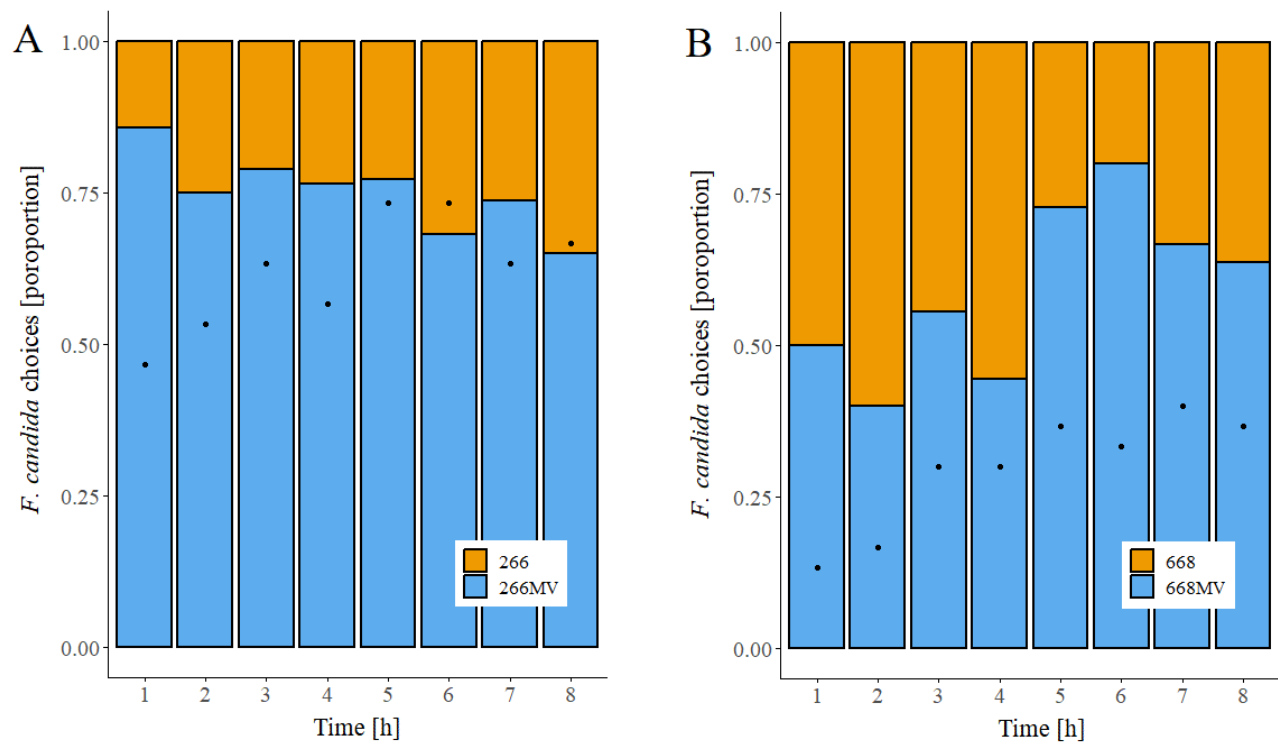 A
F. candida choices [poroportion]
1.00
0.75
0.50
0.25
0.00
266
266MV
1 2 3 4 5 6 7 8
Time [h]
B
F. candida choices [poroportion]
1.00
0.75
0.50
0.25
0.00
668
668MV
1 2 3 4 5 6 7 8
Time [h]